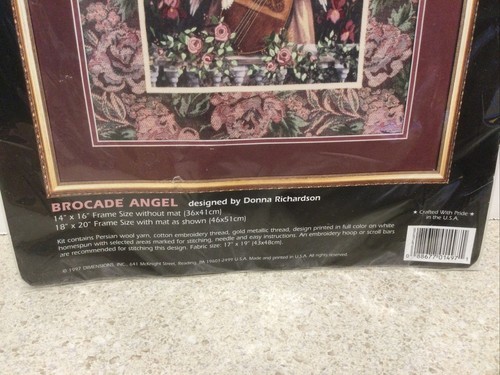 BROCADE ANGEL designed by Donna Richardson
14" x 16" Frame Size without mat (36x41cm)
18" x 20" Frame Size with mat as shown (46x51cm)
Kit contains Persian wool yarn, cotton embroidery thread, gold metallic thread, design printed in full color on white
homespun with selected areas marked for stitching, needle and easy instructions. An embroidery hoop or scroll bars
are recommended for stitching this design. Fabric size: 17" x 19" (43x48cm).
© 1997 DIMENSIONS, INC., 641 McKnight Street, Reading, PA 19601-2499 U.S.A. Made and printed in U.S.A. All rights reserved.
★ Crafted With Pride ★
in the U.S.A.
0 88677 01497